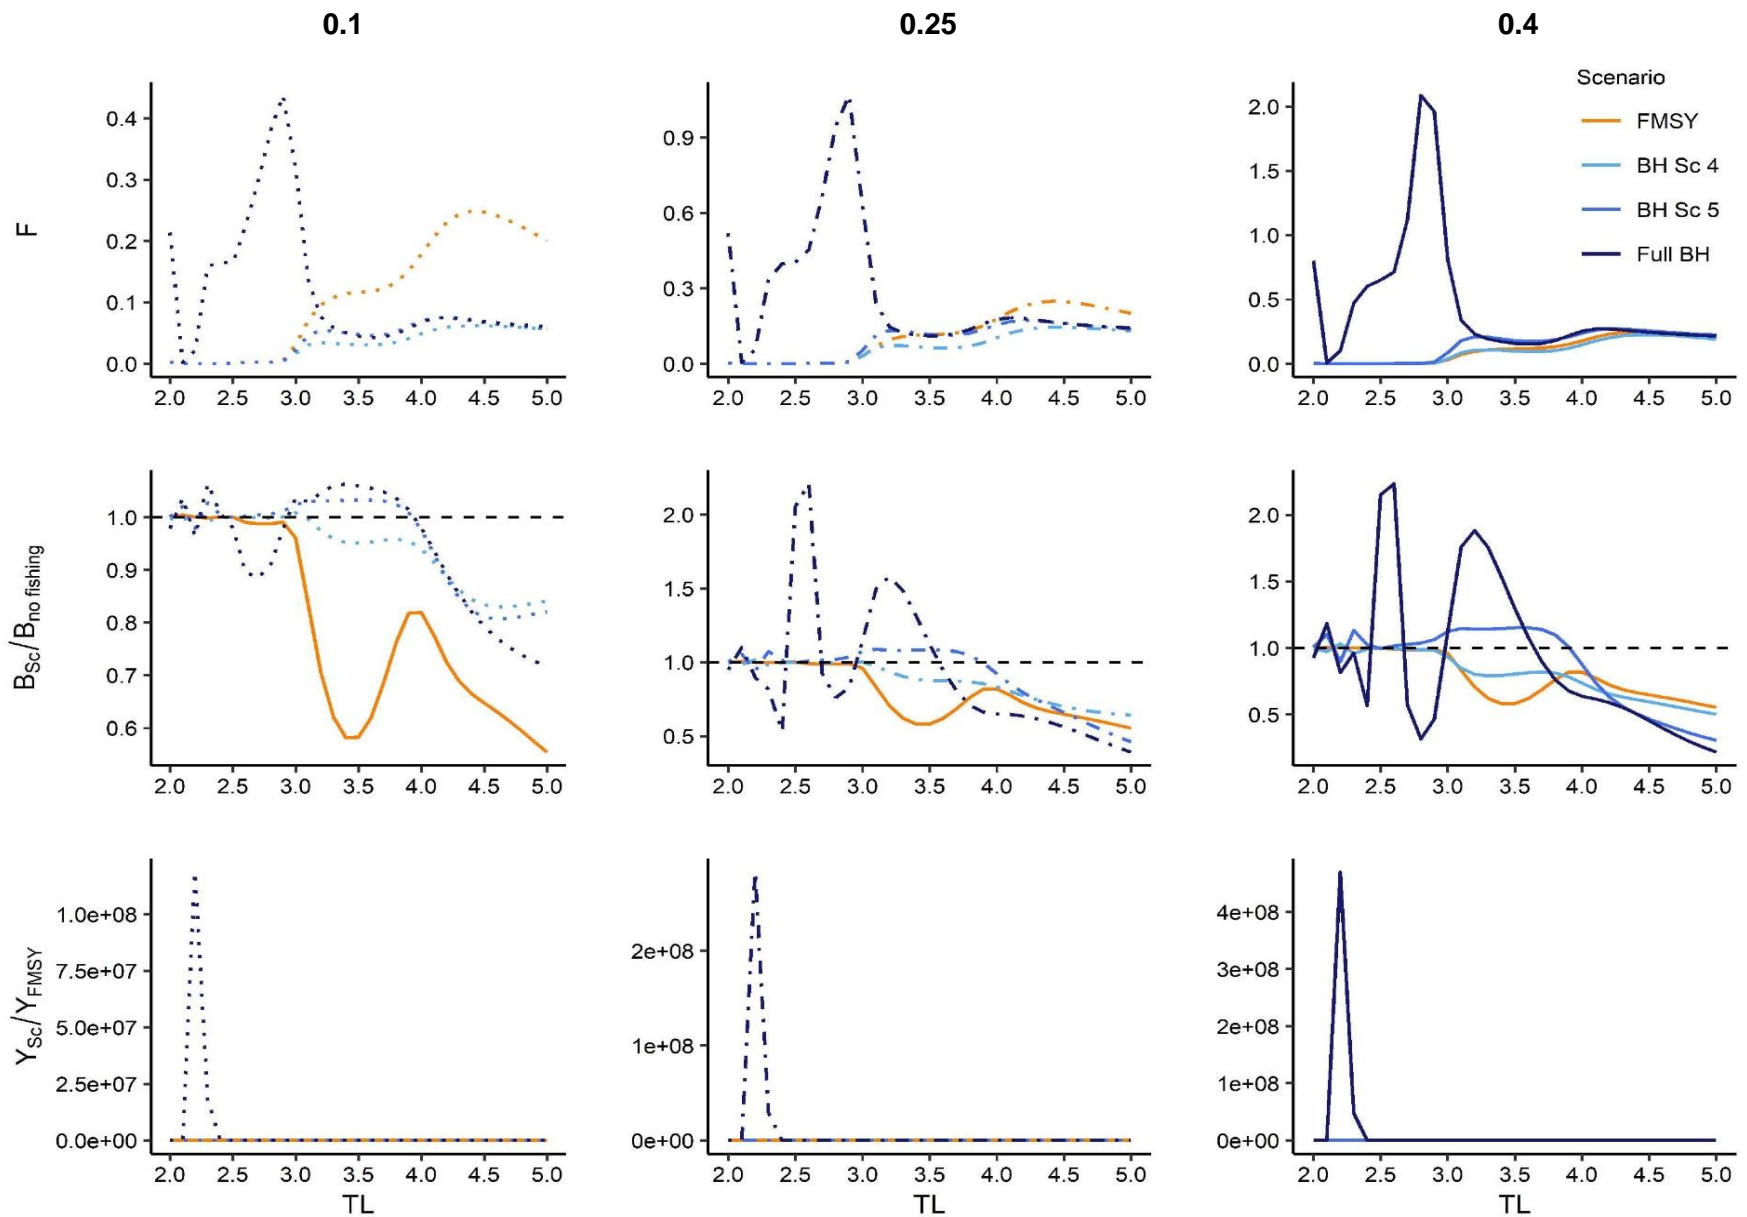 0.1 0.25 0.4
F
0.4
0.3
0.2
0.1
0.0
2.0 2.5 3.0 3.5 4.0 4.5 5.0
0.9
0.6
0.3
0.0
2.0 2.5 3.0 3.5 4.0 4.5 5.0
2.0
1.5
1.0
0.5
0.0
2.0 2.5 3.0 3.5 4.0 4.5 5.0
Scenario
FMSY
BH Sc 4
BH Sc 5
Full BH
BSc/Bno fishing
1.0
0.9
0.8
0.7
0.6
2.0 2.5 3.0 3.5 4.0 4.5 5.0
2.0
1.5
1.0
0.5
2.0 2.5 3.0 3.5 4.0 4.5 5.0
2.0
1.5
1.0
0.5
2.0 2.5 3.0 3.5 4.0 4.5 5.0
YSc/YFMSY
1.0e+08
7.5e+07
5.0e+07
2.5e+07
0.0e+00
2.0 2.5 3.0 3.5 4.0 4.5 5.0
TL
2e+08
1e+08
0e+00
2.0 2.5 3.0 3.5 4.0 4.5 5.0
TL
4e+08
3e+08
2e+08
1e+08
0e+00
2.0 2.5 3.0 3.5 4.0 4.5 5.0
TL